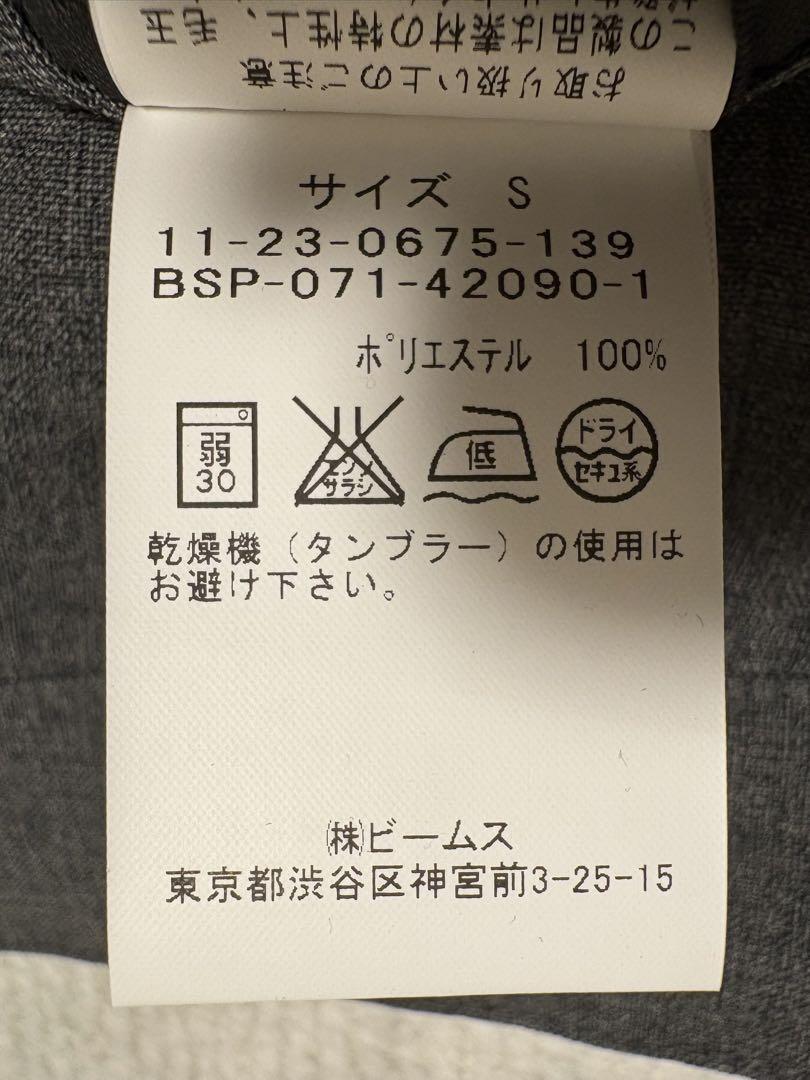 この製品は素材の特性上、毛玉
お取り扱い上のご注意
サイズ　S
11-23-0675-139
BSP-071-42090-1
ポリエステル　100%
弱
30
エンソ
サラシ
低
ドライ
セキユ系
乾燥機（タンブラー）の使用は
お避け下さい。
㈱ビームス
東京都渋谷区神宮前3-25-15